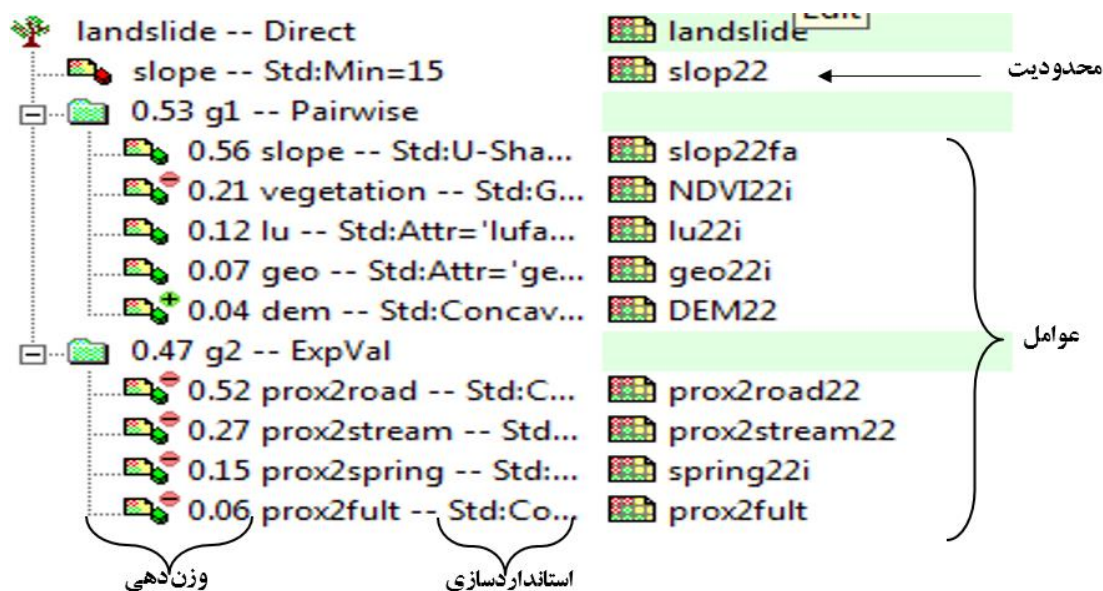 landslide -- Direct landslide
slope -- Std:Min=15 slop22 محدودیت
0.53 g1 -- Pairwise
0.56 slope -- Std:U-Sha... slop22fa
0.21 vegetation -- Std:G... NDVI22i
0.12 lu -- Std:Attr='lufa... lu22i
0.07 geo -- Std:Attr='ge... geo22i
0.04 dem -- Std:Concav... DEM22
0.47 g2 -- ExpVal عوامل
0.52 prox2road -- Std:C... prox2road22
0.27 prox2stream -- Std... prox2stream22
0.15 prox2spring -- Std:... spring22i
0.06 prox2fult -- Std:Co... prox2fult
وزن‌دهی استانداردسازی